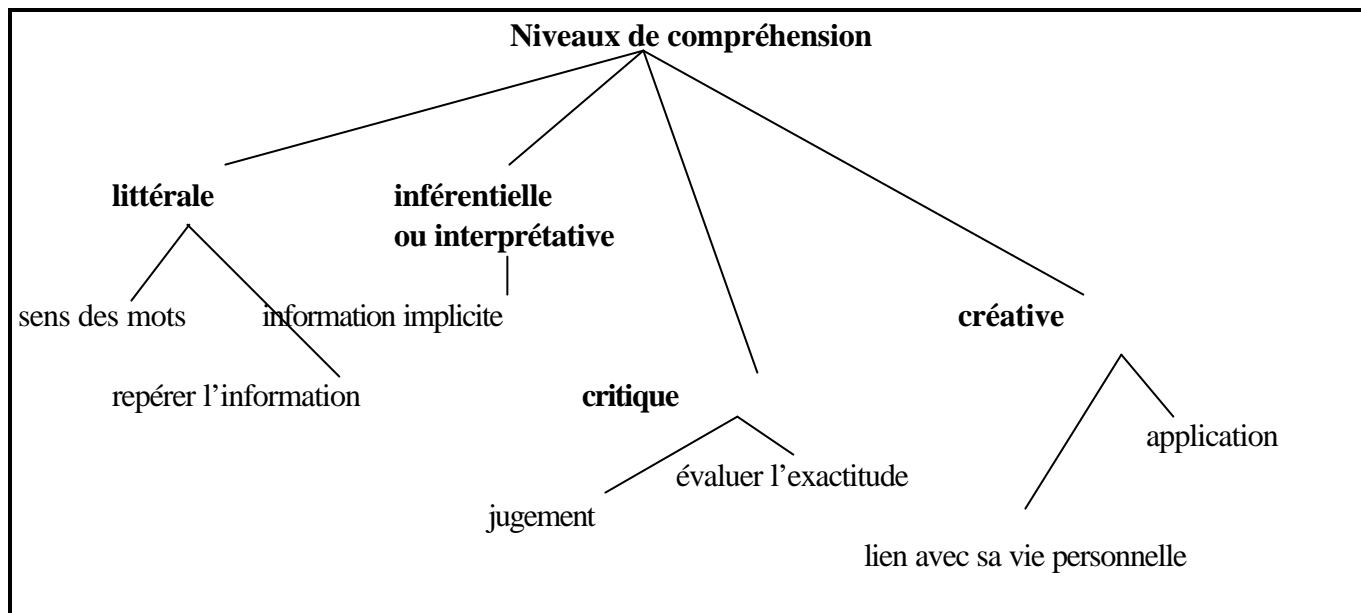 Niveaux de compréhension
littérale
inférentielle
ou interprétative
sens des mots
information implicite
créative
repérer l’information
critique
application
évaluer l’exactitude
jugement
lien avec sa vie personnelle